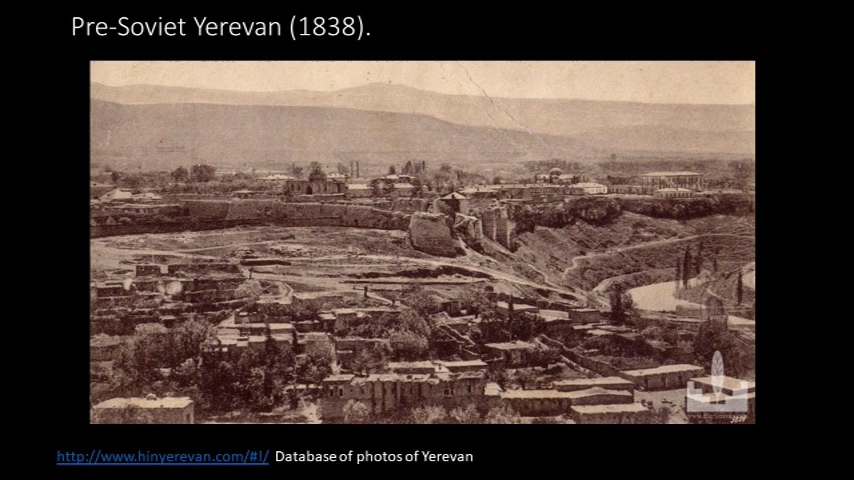 Pre-Soviet Yerevan (1838).
http://www.hinyerevan.com/#!/ Database of photos of Yerevan